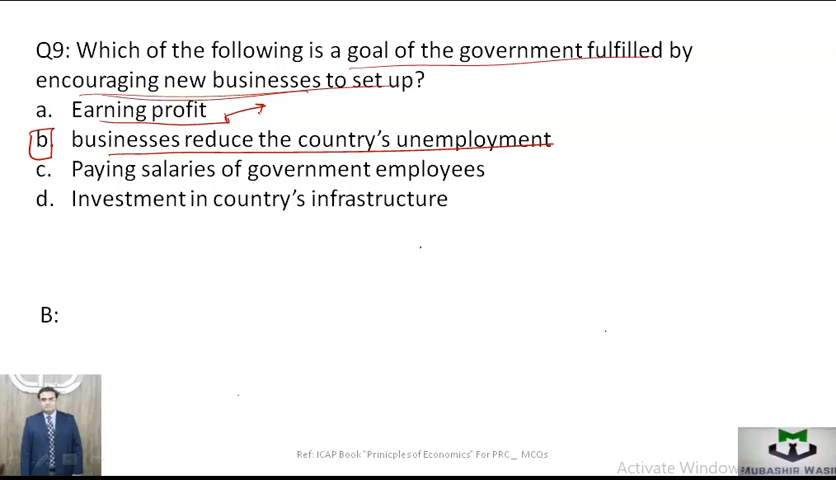 Q9: Which of the following is a goal of the government fulfilled by
encouraging new businesses to set up?
a. Earning profit
b. businesses reduce the country's unemployment
c. Paying salaries of government employees
d. Investment in country's infrastructure
B:
Ref: ICAP Book "Prinicples of Economics" For PRC_ MCQs
Activate Window
MUBASHIR WASI